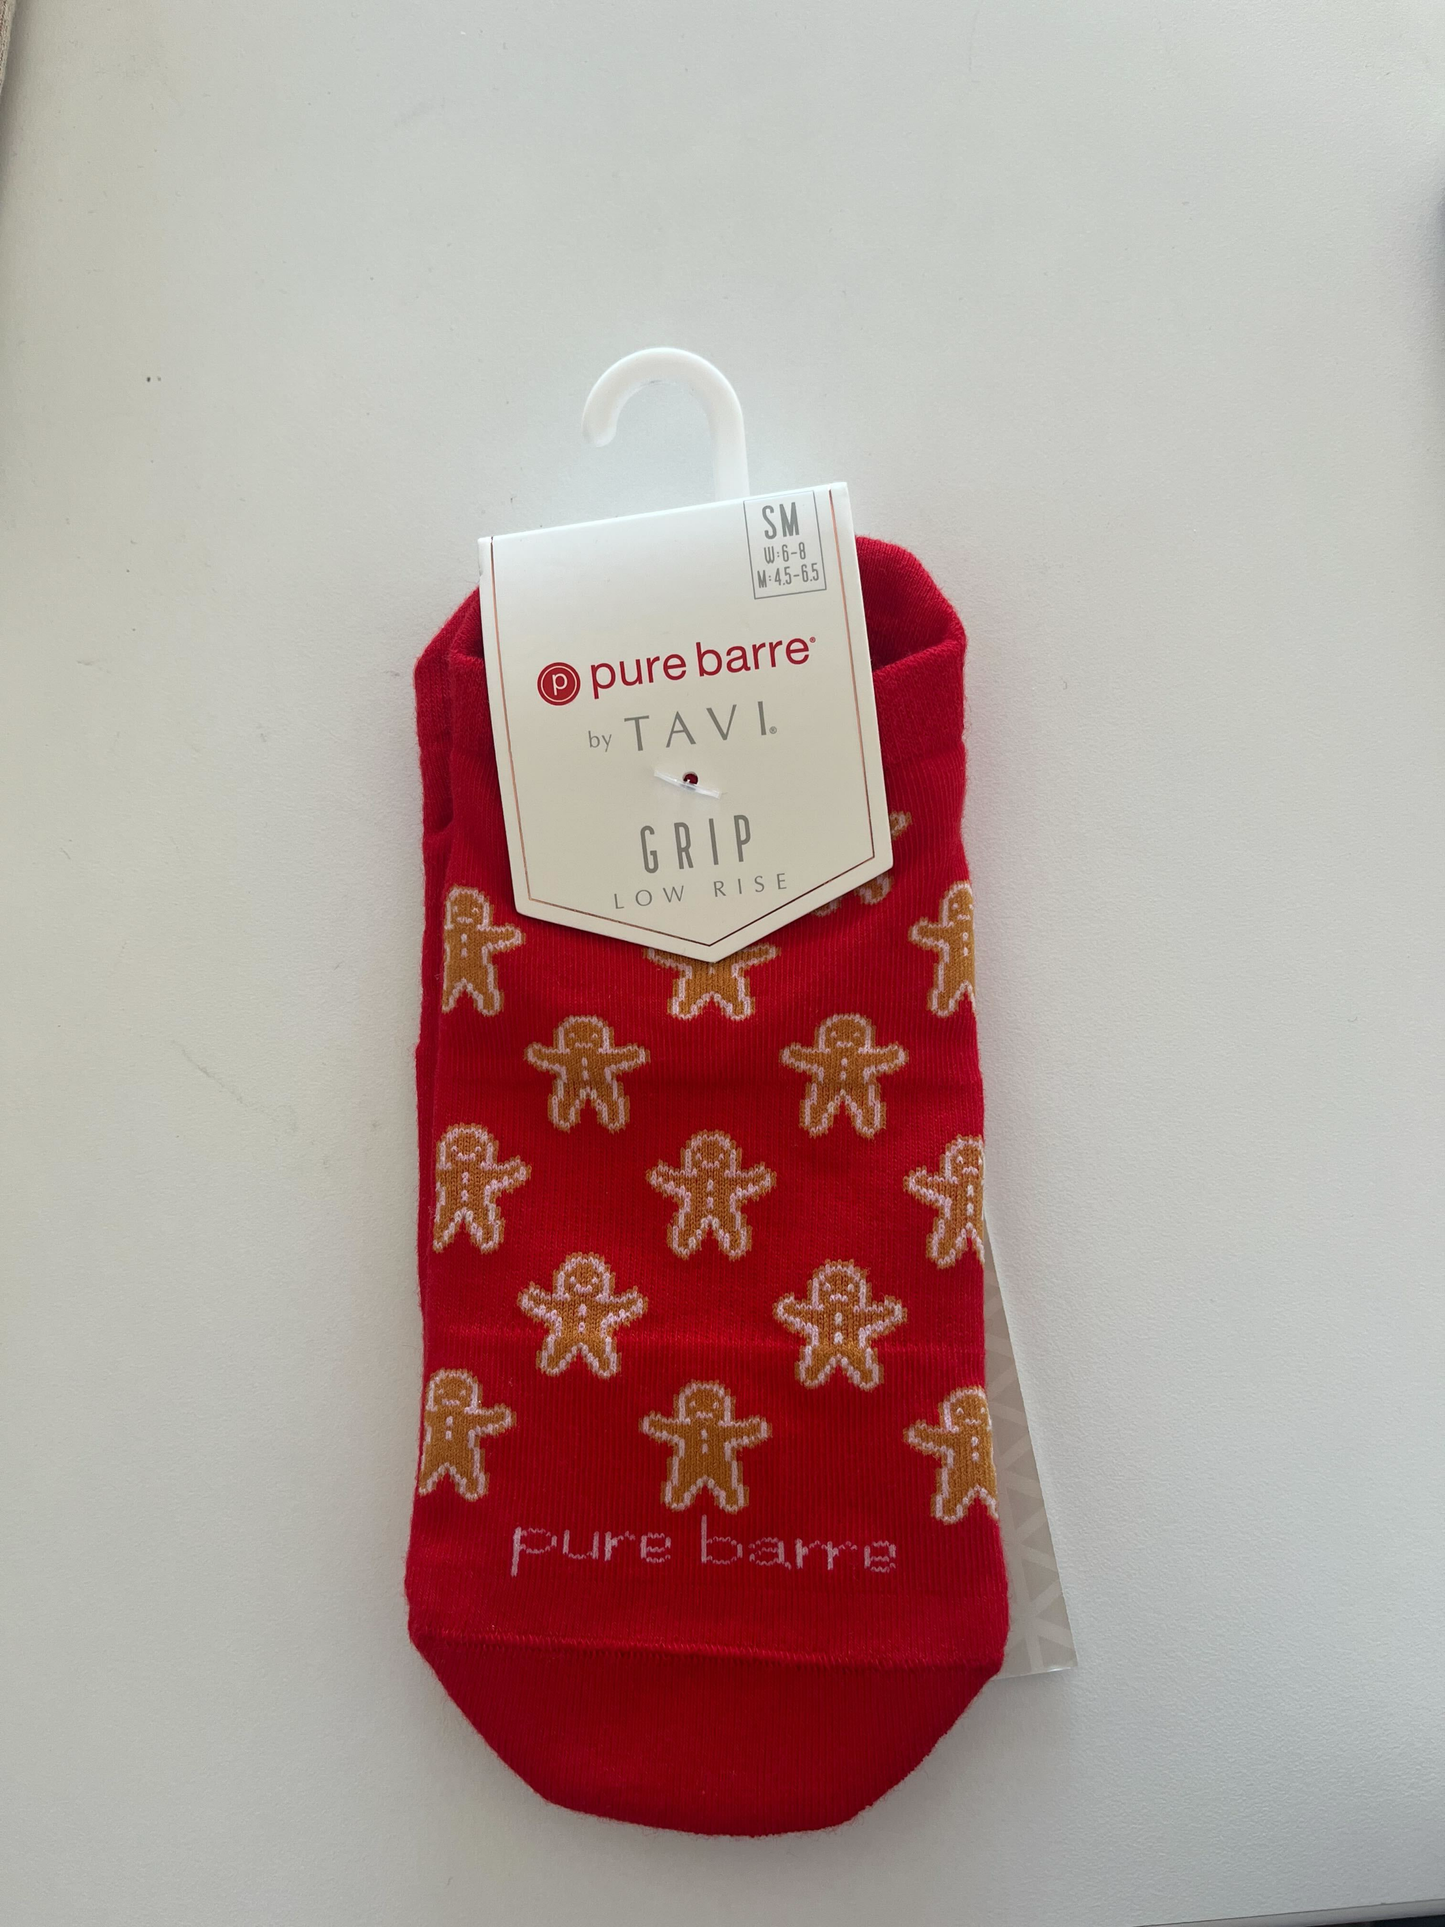 SM
W:6-8
M:4.5-6.5
p pure barre®
by TAVI®
GRIP
LOW RISE
pure barre